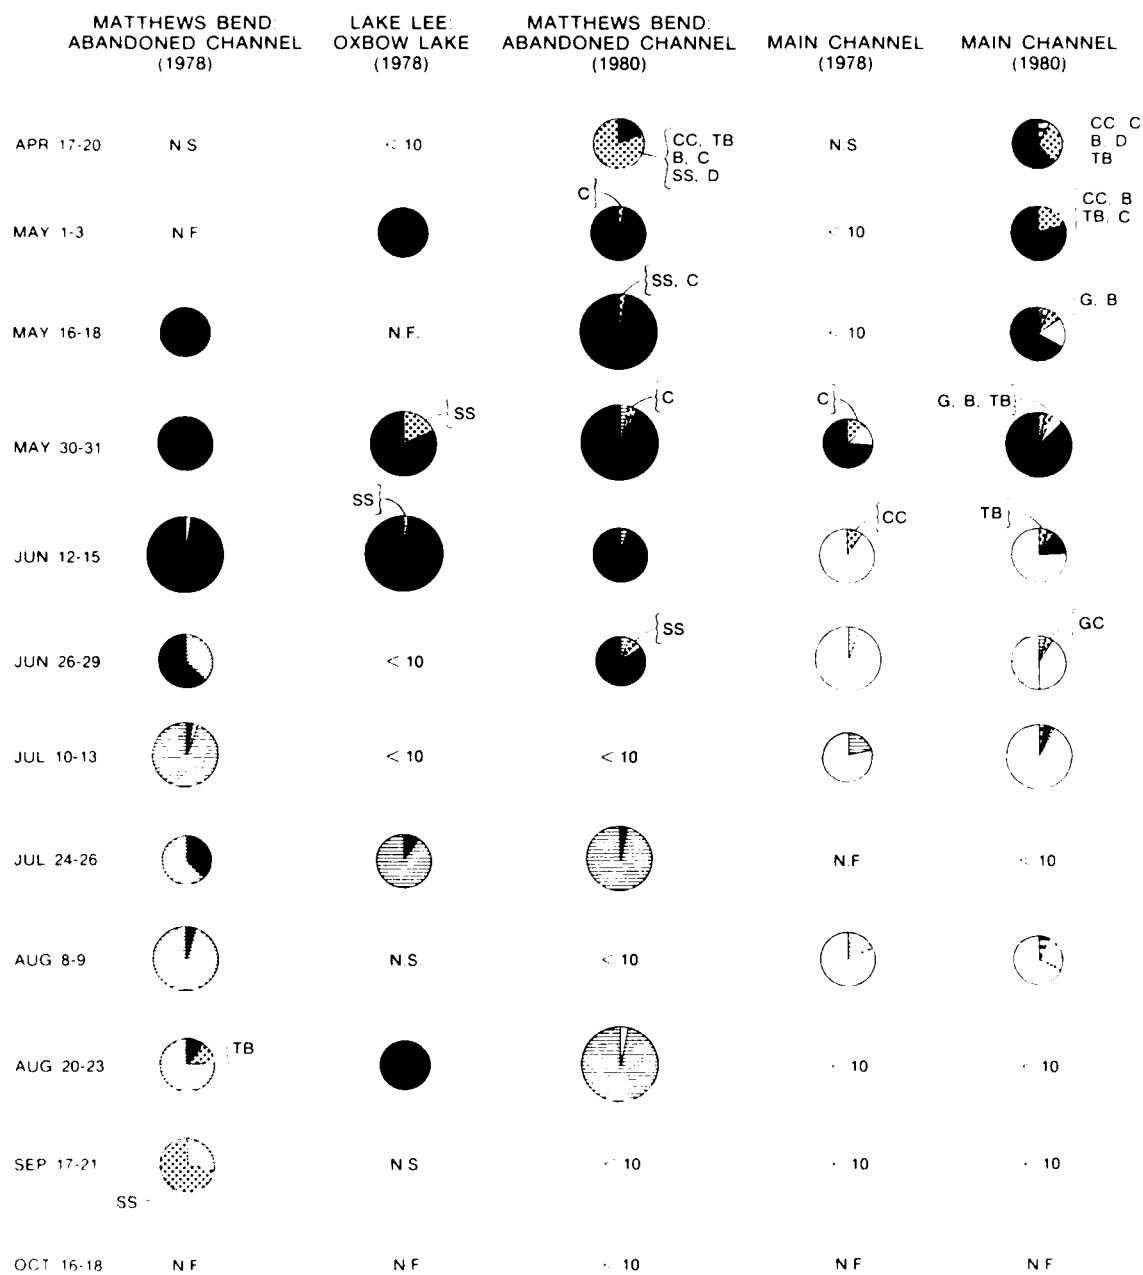 MATTHEWS BEND: ABANDONED CHANNEL (1978)
LAKE LEE: OXBOW LAKE (1978)
MATTHEWS BEND: ABANDONED CHANNEL (1980)
MAIN CHANNEL (1978)
MAIN CHANNEL (1980)
APR 17-20 N.S < 10 CC, TB N.S CC, C
B, C B, D
SS, D TB
C CC, B
TB, C
MAY 1-3 N.F < 10
SS, C G, B
MAY 16-18 N.F. < 10
SS C C G, B, TB
MAY 30-31
SS CC TB
JUN 12-15
SS GC
JUN 26-29 < 10
JUL 10-13 < 10 < 10
JUL 24-26 N.F < 10
AUG 8-9 N.S. < 10
TB
AUG 20-23 < 10 < 10
SEP 17-21 N.S < 10 < 10 < 10
SS
OCT 16-18 N.F N.F < 10 N.F N.F